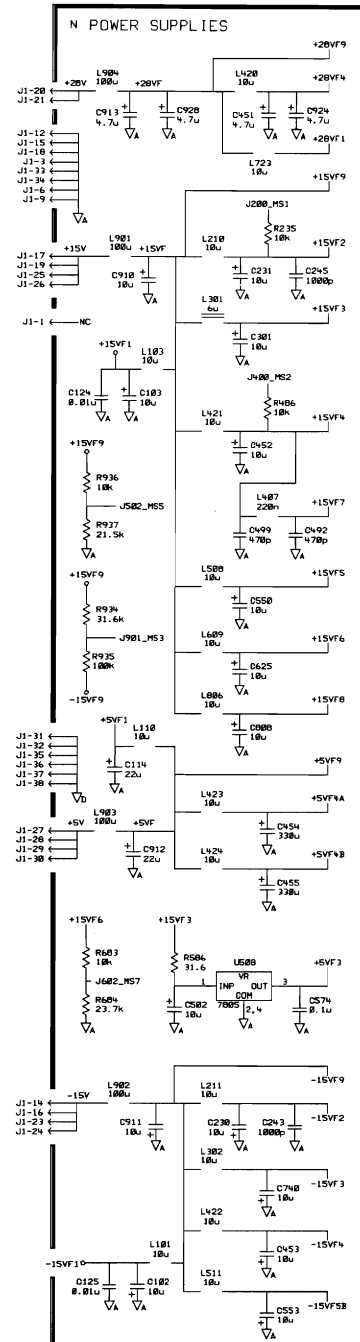 N POWER SUPPLIES
+28VF9
J1-20
J1-21
+28V
L904
100u
+28VF
L420
10u
+28VF4
C913
4.7u
C928
4.7u
C451
4.7u
C924
4.7u
A
A
A
A
L723
10u
+28VF1
J1-12
J1-15
J1-18
J1-3
J1-33
J1-34
J1-6
J1-9
A
+15VF9
J200_MS1
R235
10k
J1-17
J1-19
J1-25
J1-26
+15V
L901
100u
+15VF
L210
10u
+15VF2
C910
10u
A
C231
10u
A
C245
1000p
A
J1-1
NC
L301
6u
+15VF3
C301
10u
A
+15VF1
L103
10u
C124
0.01u
A
C103
10u
A
J400_MS2
R486
10k
L421
10u
+15VF4
C452
10u
A
+15VF9
R936
10k
J502_MS5
R937
21.5k
A
L407
220n
+15VF7
C499
470p
A
C492
470p
A
+15VF9
R934
31.6k
J901_MS3
R935
100k
-15VF9
L508
10u
+15VF5
C550
10u
A
L609
10u
+15VF6
C625
10u
A
L806
10u
+15VF8
C808
10u
A
J1-31
J1-32
J1-35
J1-36
J1-37
J1-38
D
+5VF1
L110
10u
C114
22u
A
+5VF9
L423
10u
+5VF4A
C454
330u
A
J1-27
J1-28
J1-29
J1-30
+5V
L903
100u
+5VF
C912
22u
A
L424
10u
+5VF4B
C455
330u
A
+15VF6
R683
10k
J602_MS7
R684
23.7k
A
+15VF3
R586
31.6
U508
VR
INP OUT
COM
7805
1
3
2,4
A
C502
10u
A
+5VF3
C574
0.1u
A
-15VF9
J1-14
J1-16
J1-23
J1-24
-15V
L902
100u
L211
10u
-15VF2
C911
10u
A
C230
10u
A
C243
1000p
A
L302
10u
-15VF3
C740
10u
A
L422
10u
-15VF4
C453
10u
A
-15VF1
L101
10u
C125
0.01u
A
C102
10u
A
L511
10u
-15VF5B
C553
10u
A